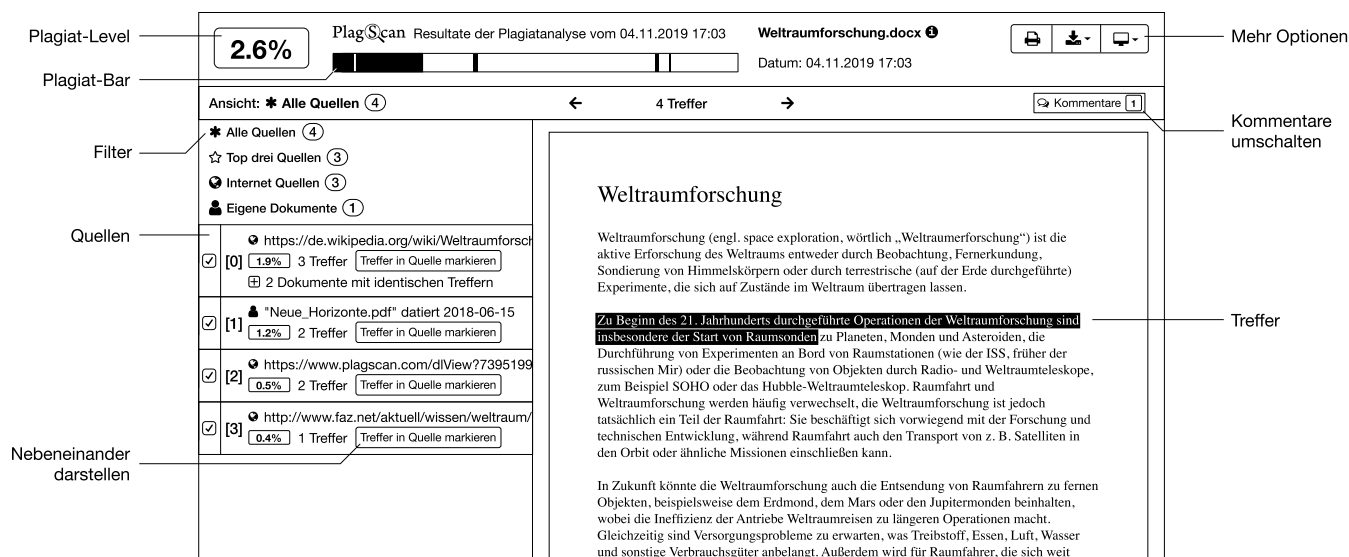 Plagiat-Level
2.6%
PlagScan Resultate der Plagiatanalyse vom 04.11.2019 17:03
Weltraumforschung.docx
Datum: 04.11.2019 17:03
Mehr Optionen
Plagiat-Bar
Ansicht: Alle Quellen 4
4 Treffer
Kommentare 1
Kommentare
umschalten
Filter
Alle Quellen 4
Top drei Quellen 3
Internet Quellen 3
Eigene Dokumente 1
Quellen
[0]
https://de.wikipedia.org/wiki/Weltraumforsch
1.9% 3 Treffer Treffer in Quelle markieren
2 Dokumente mit identischen Treffern
[1]
"Neue_Horizonte.pdf" datiert 2018-06-15
1.2% 2 Treffer Treffer in Quelle markieren
[2]
https://www.plagscan.com/dlView?7395199
0.5% 2 Treffer Treffer in Quelle markieren
[3]
http://www.faz.net/aktuell/wissen/weltraum/
0.4% 1 Treffer Treffer in Quelle markieren
Nebeneinander
darstellen
Weltraumforschung
Weltraumforschung (engl. space exploration, wörtlich „Weltraumerforschung“) ist die
aktive Erforschung des Weltraums entweder durch Beobachtung, Fernerkundung,
Sondierung von Himmelskörpern oder durch terrestrische (auf der Erde durchgeführte)
Experimente, die sich auf Zustände im Weltraum übertragen lassen.
Zu Beginn des 21. Jahrhunderts durchgeführte Operationen der Weltraumforschung sind
insbesondere der Start von Raumsonden zu Planeten, Monden und Asteroiden, die
Durchführung von Experimenten an Bord von Raumstationen (wie der ISS, früher der
russischen Mir) oder die Beobachtung von Objekten durch Radio- und Weltraumteleskope,
zum Beispiel SOHO oder das Hubble-Weltraumteleskop. Raumfahrt und
Weltraumforschung werden häufig verwechselt, die Weltraumforschung ist jedoch
tatsächlich ein Teil der Raumfahrt: Sie beschäftigt sich vorwiegend mit der Forschung und
technischen Entwicklung, während Raumfahrt auch den Transport von z. B. Satelliten in
den Orbit oder ähnliche Missionen einschließen kann.
In Zukunft könnte die Weltraumforschung auch die Entsendung von Raumfahrern zu fernen
Objekten, beispielsweise dem Erdmond, dem Mars oder den Jupitermonden beinhalten,
wobei die Ineffizienz der Antriebe Weltraumreisen zu längeren Operationen macht.
Gleichzeitig sind Versorgungsprobleme zu erwarten, was Treibstoff, Essen, Luft, Wasser
und sonstige Verbrauchsgüter anbelangt. Außerdem wird für Raumfahrer, die sich weit
Treffer